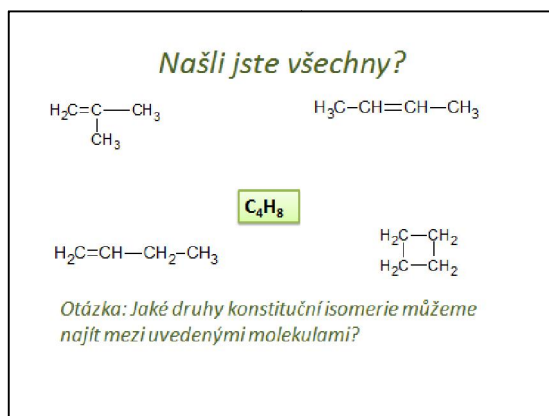 Našli jste všechny?
H₂C=C—CH₃
CH₃
H₃C—CH=CH—CH₃
C₄H₈
H₂C=CH—CH₂—CH₃
H₂C—CH₂
H₂C—CH₂
Otázka: Jaké druhy konstituční isomerie můžeme
najít mezi uvedenými molekulami?